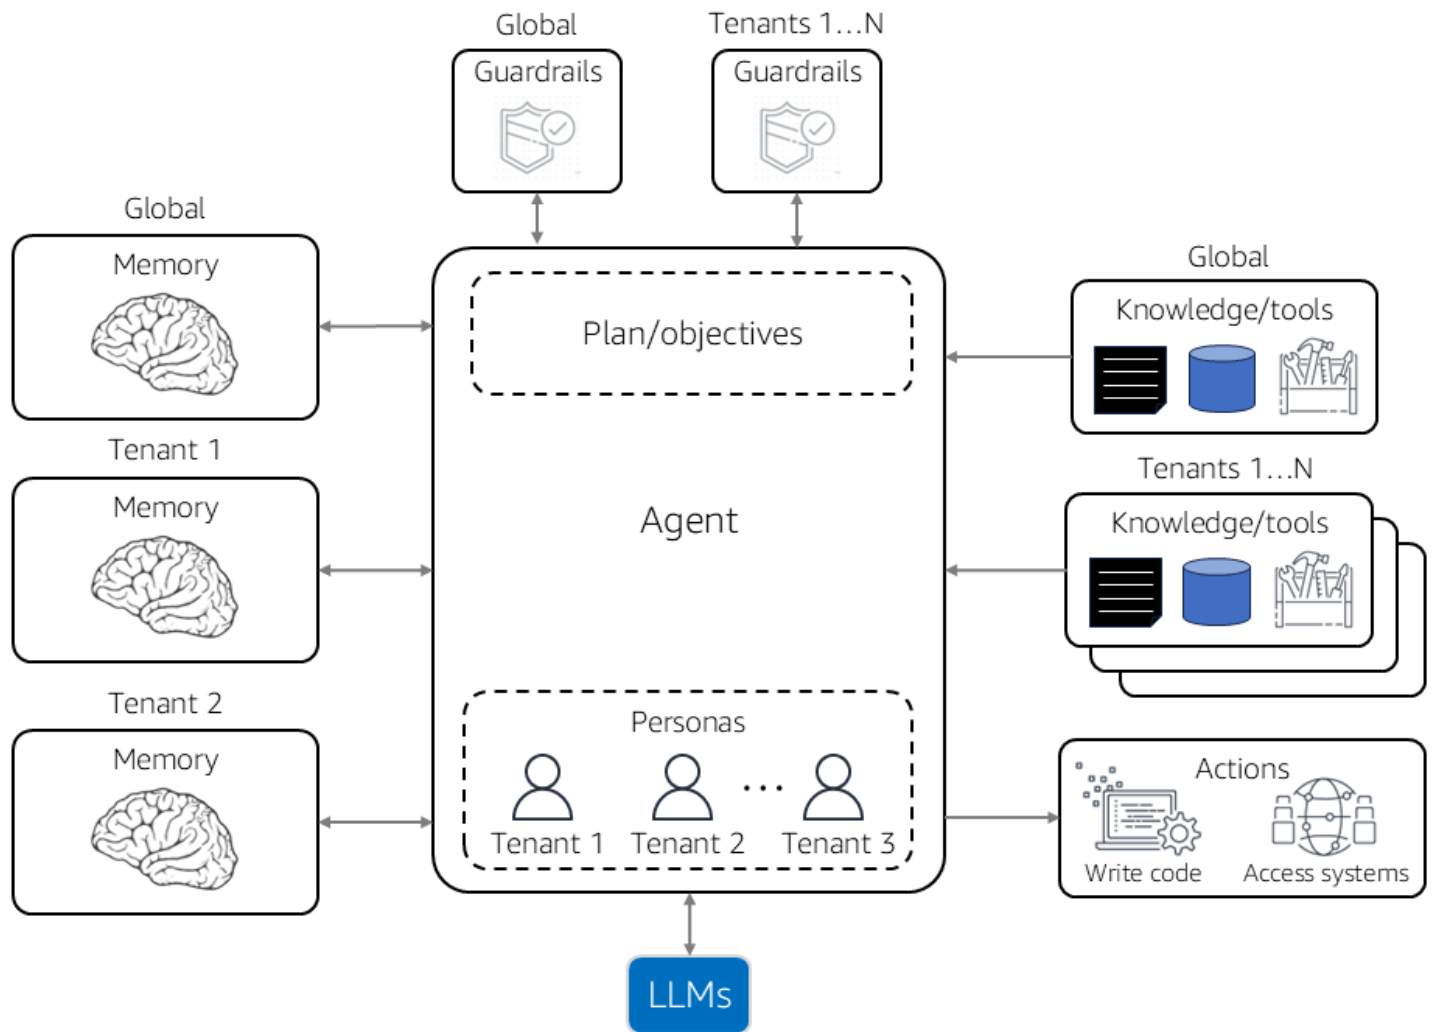 Global
Guardrails
Tenants 1...N
Guardrails
Global
Memory
Tenant 1
Memory
Tenant 2
Memory
Plan/objectives
Agent
Personas
Tenant 1
Tenant 2
...
Tenant 3
LLMs
Global
Knowledge/tools
Tenants 1...N
Knowledge/tools
Actions
Write code
Access systems